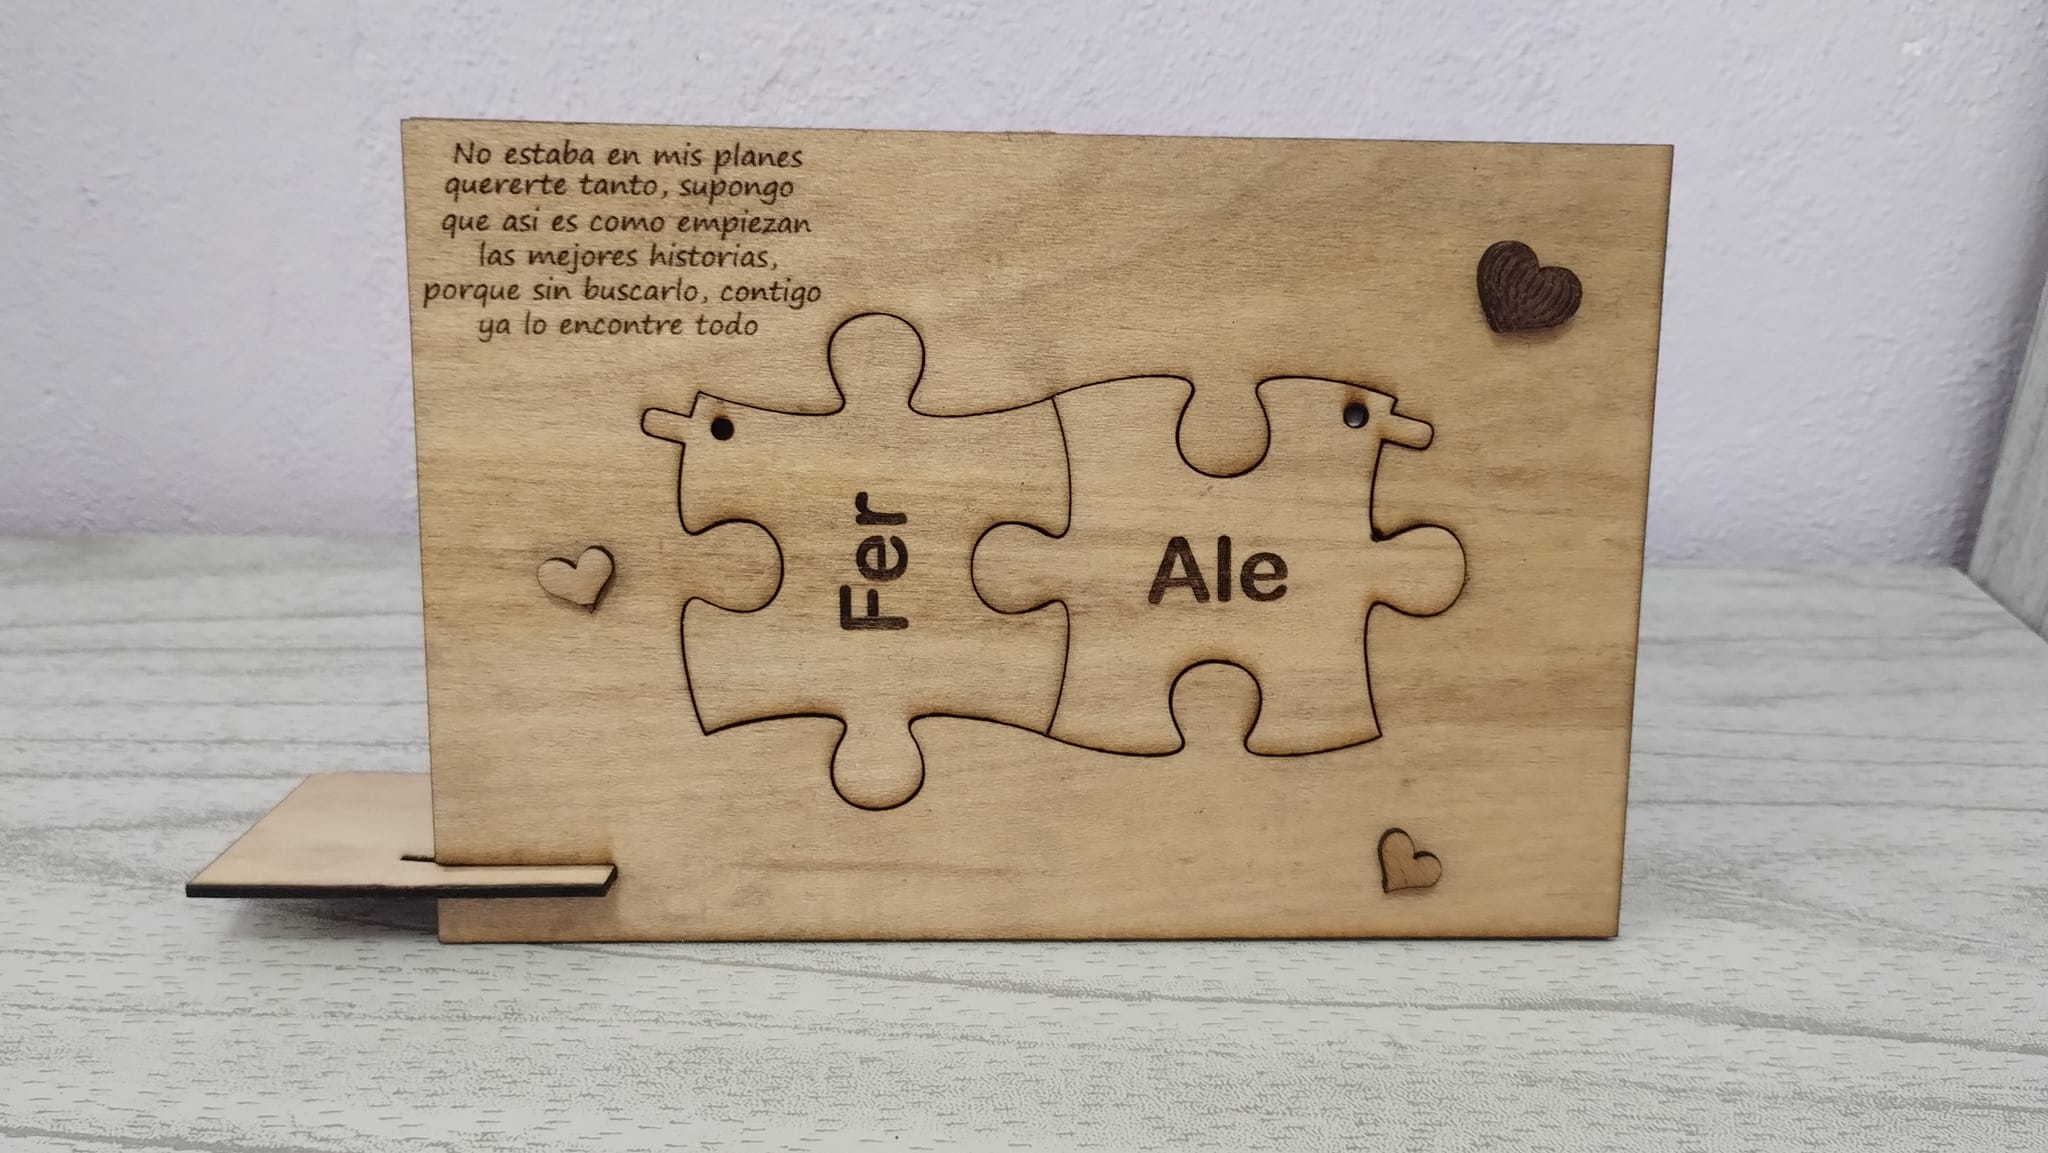 No estaba en mis planes
quererte tanto, supongo
que asi es como empiezan
las mejores historias,
porque sin buscarlo, contigo
ya lo encontre todo
Fer
Ale